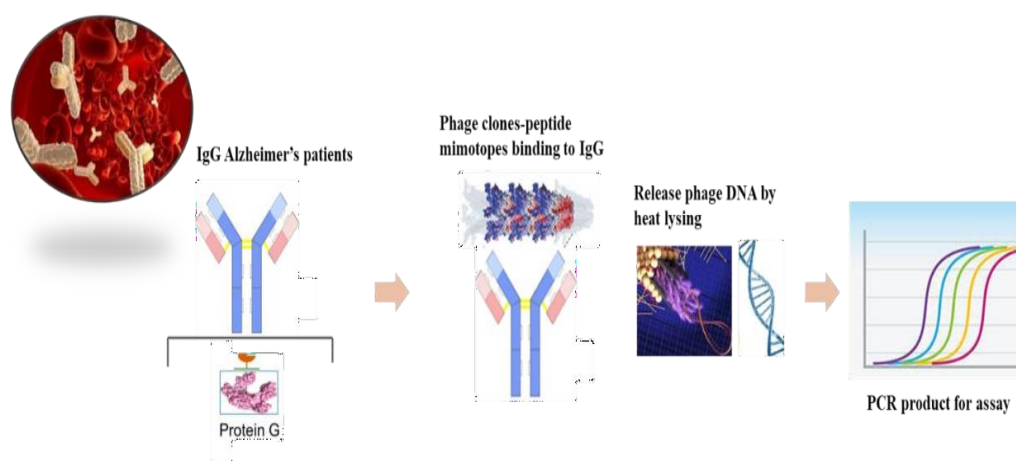 IgG Alzheimer's patients
Protein G
Phage clones-peptide
mimotopes binding to IgG
Release phage DNA by
heat lysing
PCR product for assay